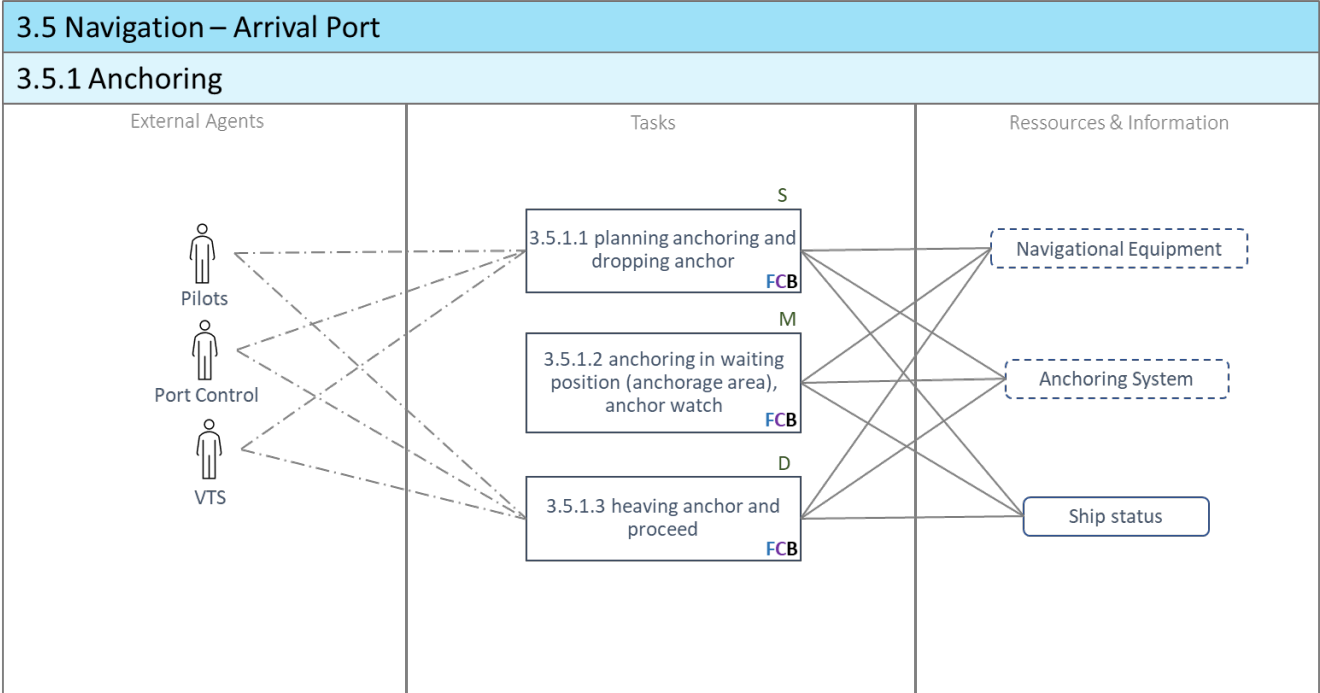 3.5 Navigation – Arrival Port
3.5.1 Anchoring
External Agents
Tasks
Ressources & Information
Pilots
Port Control
VTS
S
3.5.1.1 planning anchoring and
dropping anchor
FCB
M
3.5.1.2 anchoring in waiting
position (anchorage area),
anchor watch
FCB
D
3.5.1.3 heaving anchor and
proceed
FCB
Navigational Equipment
Anchoring System
Ship status